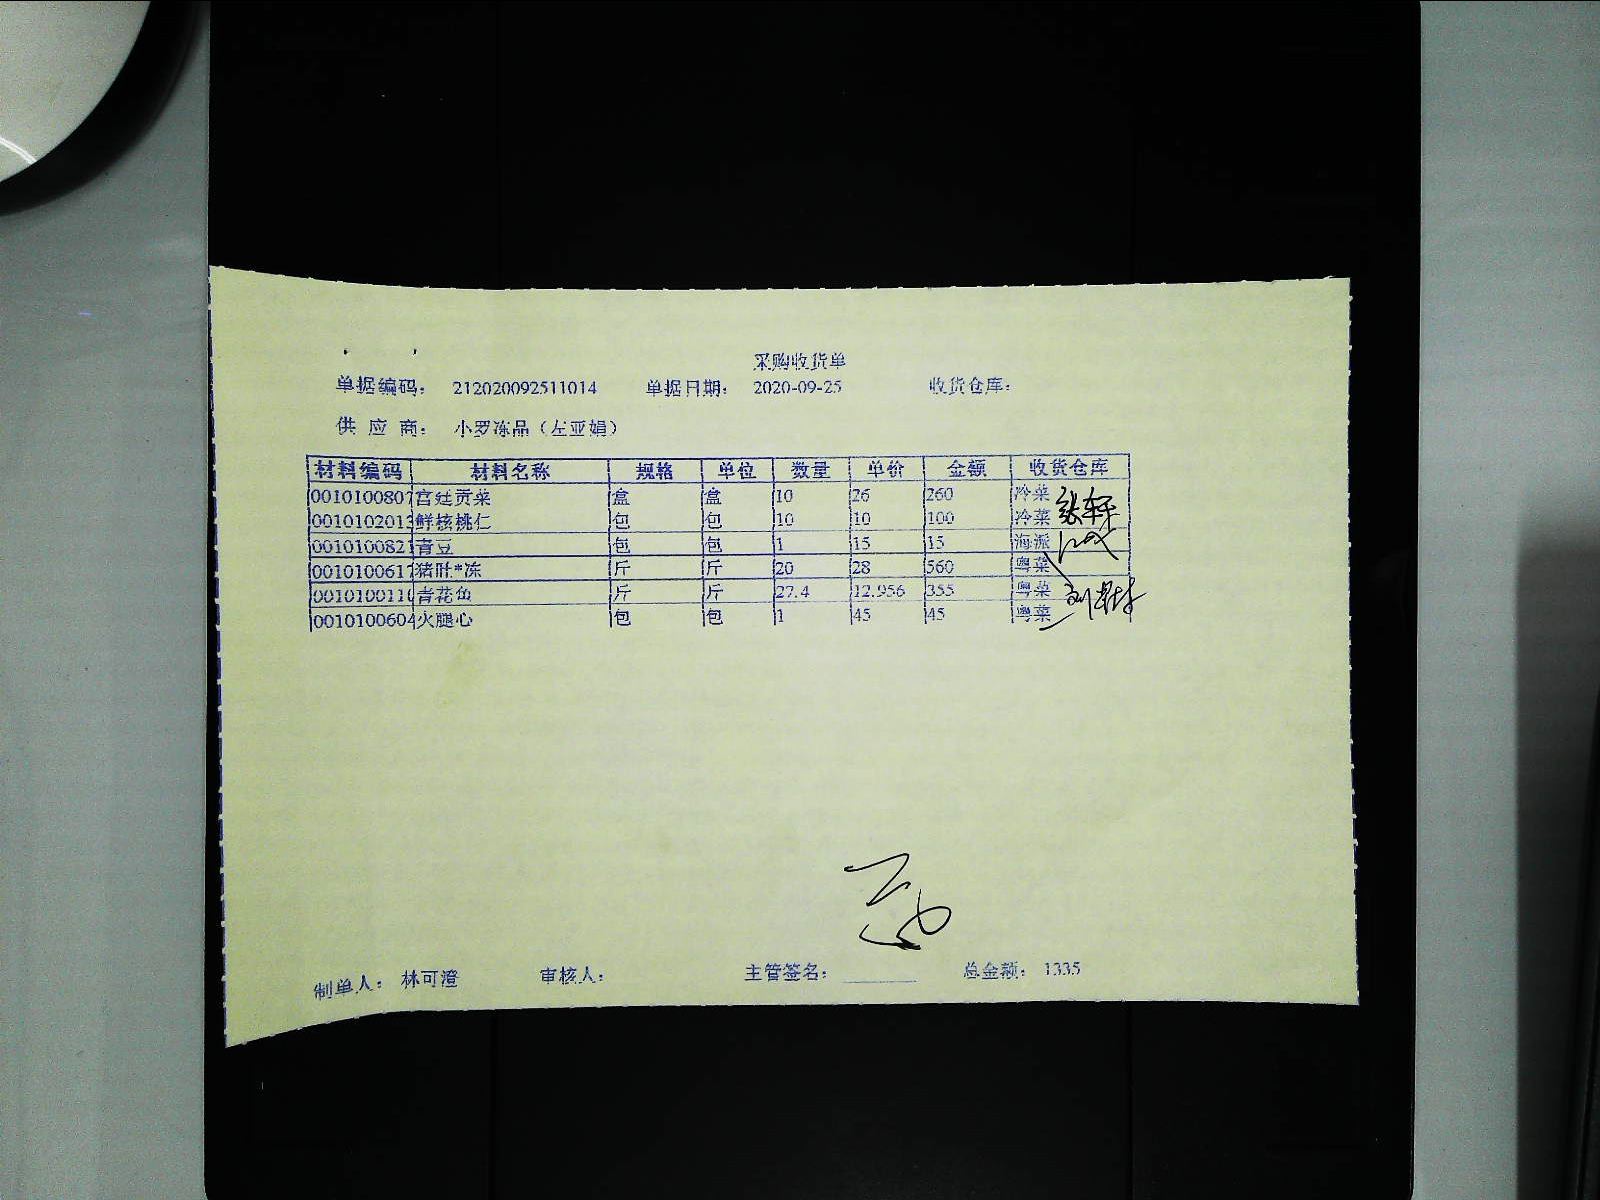 采购收货单
单据编码： 212020092511014 单据日期： 2020-09-25 收货仓库：
供 应 商： 小罗冻品（左亚娟）
材料编码 材料名称 规格 单位 数量 单价 金额 收货仓库
0010100807 宫廷贡菜 盒 盒 10 26 260 冷菜
0010102013 鲜核桃仁 包 包 10 10 100 冷菜
0010100821 青豆 包 包 1 15 15 海派
0010100617 猪肚*冻 斤 斤 20 28 560 粤菜
0010100110 青花鱼 斤 斤 27.4 12.956 355 粤菜
0010100604 火腿心 包 包 1 45 45 粤菜
制单人： 林可澄 审核人： 主管签名： 总金额： 1335